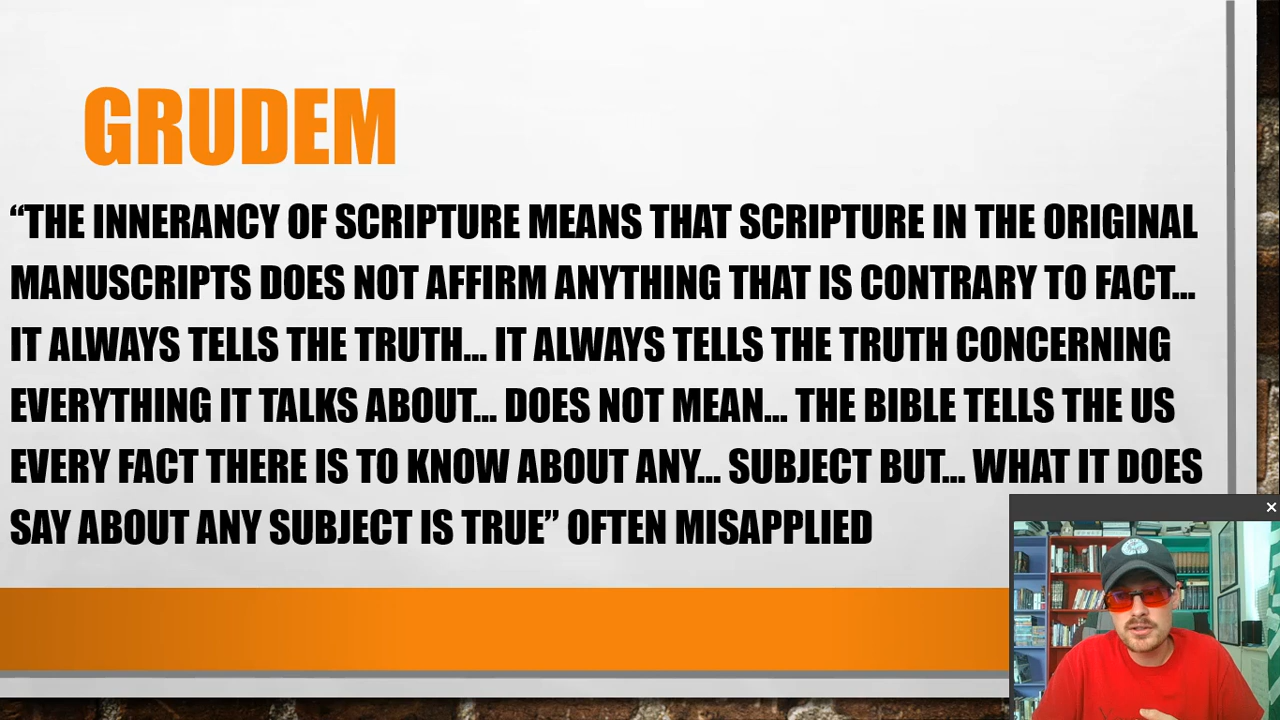 GRUDEM
“THE INNERANCY OF SCRIPTURE MEANS THAT SCRIPTURE IN THE ORIGINAL
MANUSCRIPTS DOES NOT AFFIRM ANYTHING THAT IS CONTRARY TO FACT...
IT ALWAYS TELLS THE TRUTH... IT ALWAYS TELLS THE TRUTH CONCERNING
EVERYTHING IT TALKS ABOUT... DOES NOT MEAN... THE BIBLE TELLS THE US
EVERY FACT THERE IS TO KNOW ABOUT ANY... SUBJECT BUT... WHAT IT DOES
SAY ABOUT ANY SUBJECT IS TRUE” OFTEN MISAPPLIED